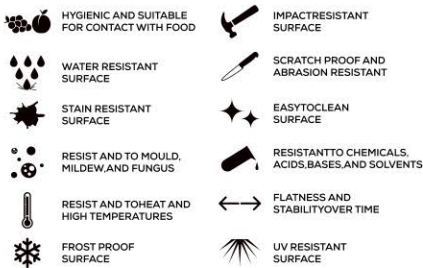 HYGIENIC AND SUITABLE
FOR CONTACT WITH FOOD
WATER RESISTANT
SURFACE
STAIN RESISTANT
SURFACE
RESIST AND TO MOULD,
MILDEW,AND FUNGUS
RESIST AND TOHEAT AND
HIGH TEMPERATURES
FROST PROOF
SURFACE
IMPACTRESISTANT
SURFACE
SCRATCH PROOF AND
ABRASION RESISTANT
EASYTOCLEAN
SURFACE
RESISTANTTO CHEMICALS,
ACIDS,BASES,AND SOLVENTS
FLATNESS AND
STABILITYOVER TIME
UV RESISTANT
SURFACE